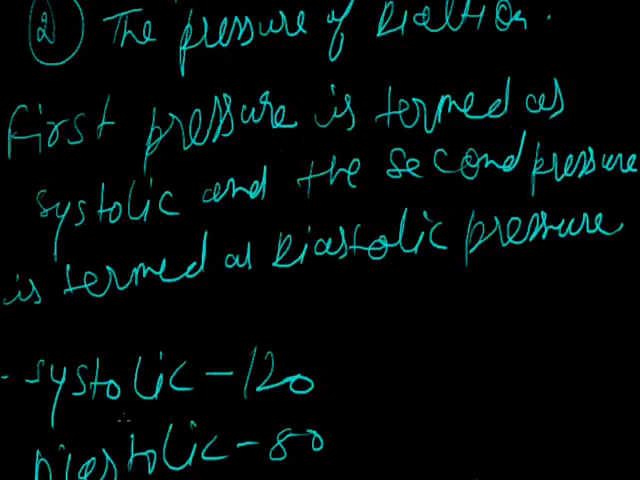 ② The pressure of
First pressure is termed as
systolic and the second pressure
is termed as Diastolic pressure
- Systolic - 120
Diastolic - 80